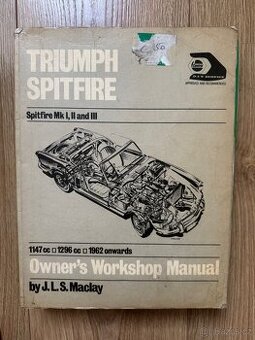 TRIUMPH
SPITFIRE
Spitfire Mk I, II and III
1147 cc □ 1296 cc □ 1962 onwards
Owner's Workshop Manual
by J.L.S. Maclay